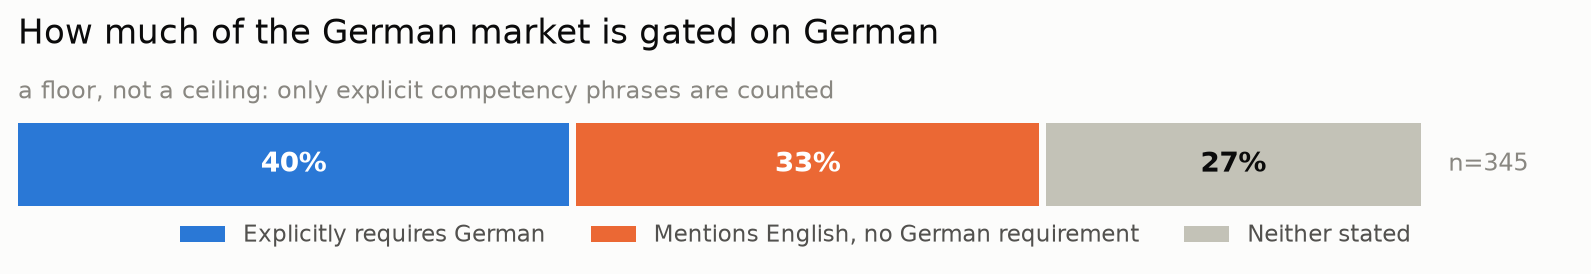 How much of the German market is gated on German
a floor, not a ceiling: only explicit competency phrases are counted
40% 33% 27% n=345
Explicitly requires German Mentions English, no German requirement Neither stated